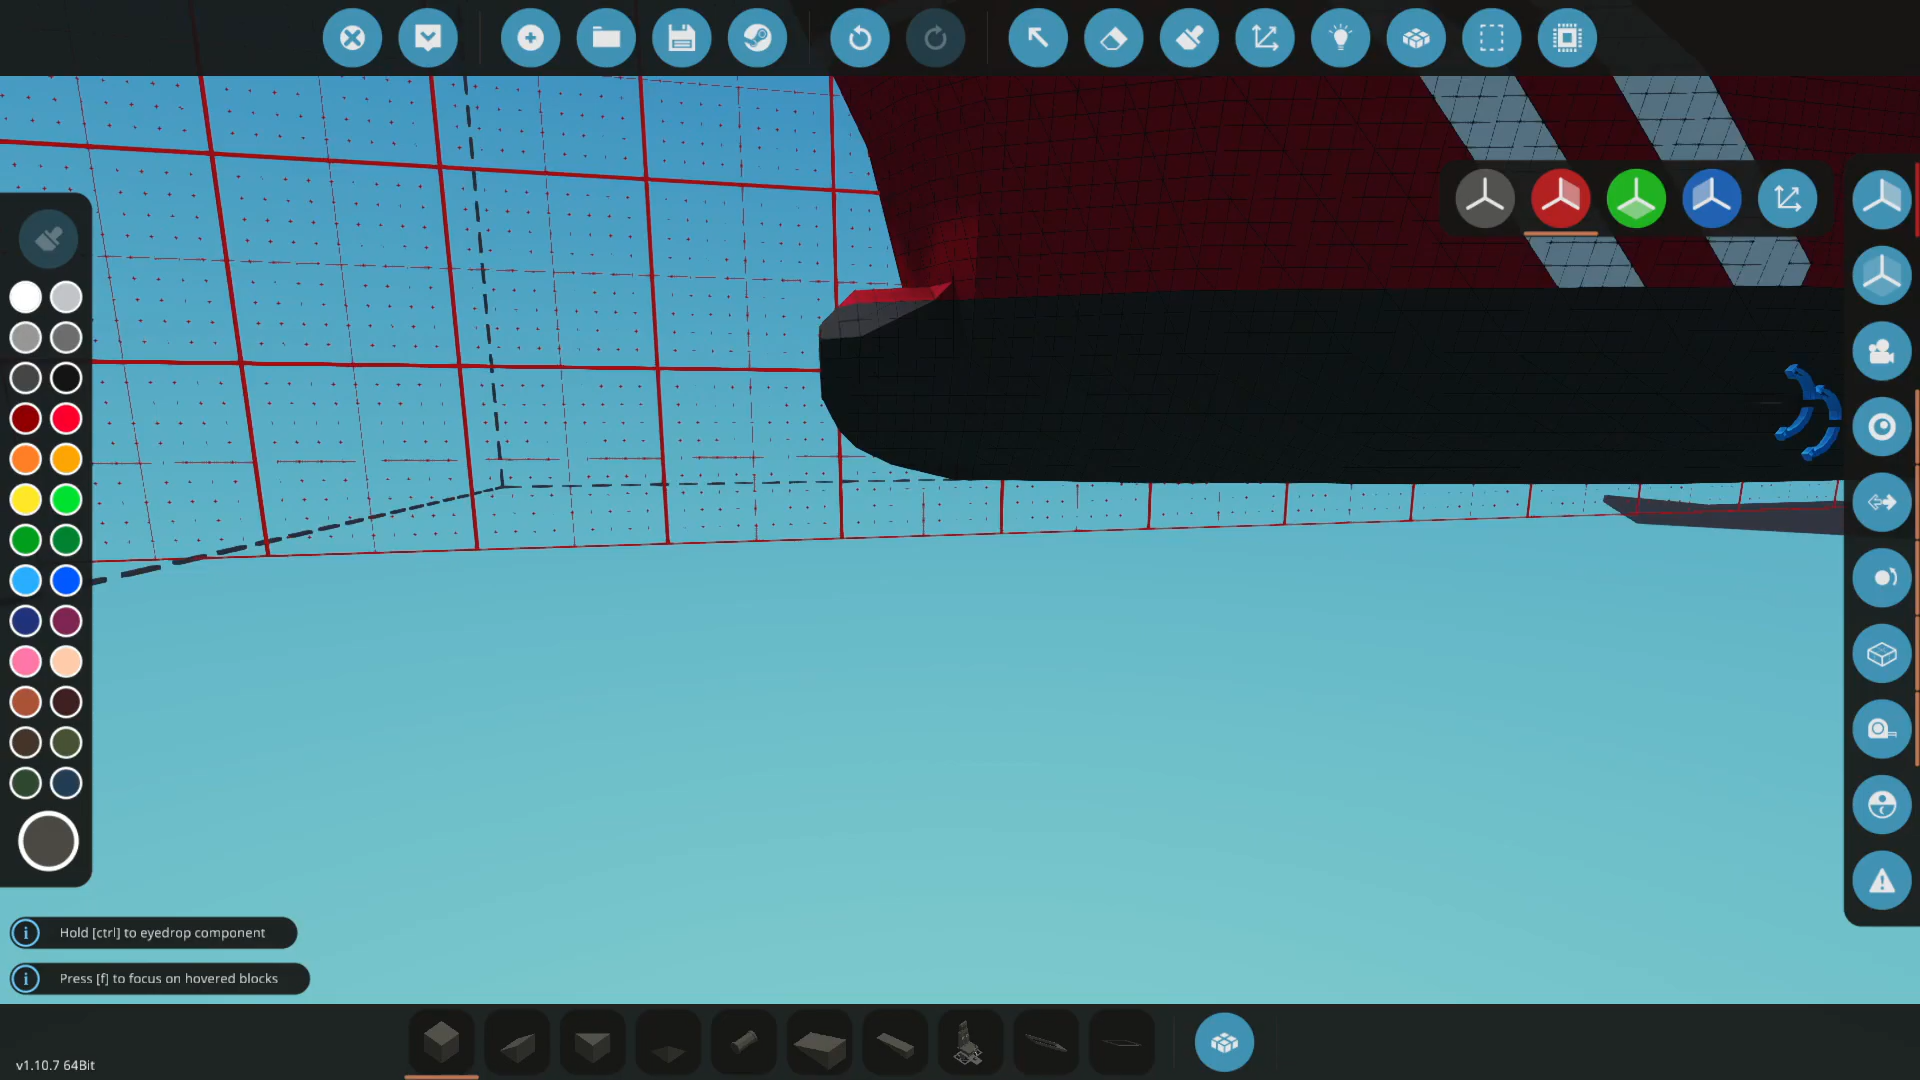 Hold [ctrl] to eyedrop component
Press [f] to focus on hovered blocks
v1.10.7 64Bit